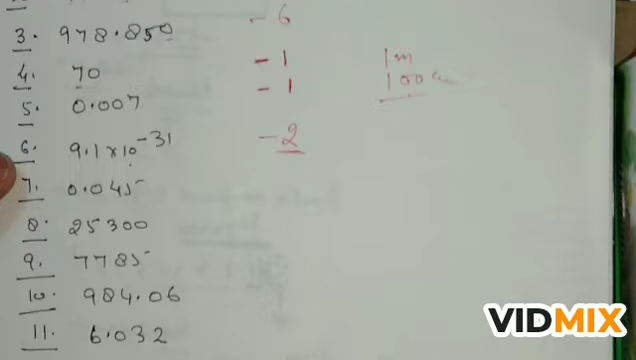 3. 978.850 - 6
4. 70 - 1
5. 0.007 - 1
6. 9.1 x 10^-31 - 2
7. 0.045
8. 25300
9. 7785
10. 984.06
11. 6.032
1m
100c
VIDMIX